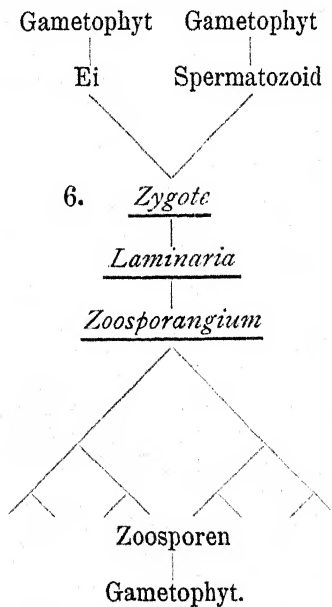 Gametophyt Gametophyt
Ei Spermatozoid
6. Zygote
Laminaria
Zoosporangium
Zoosporen
Gametophyt.